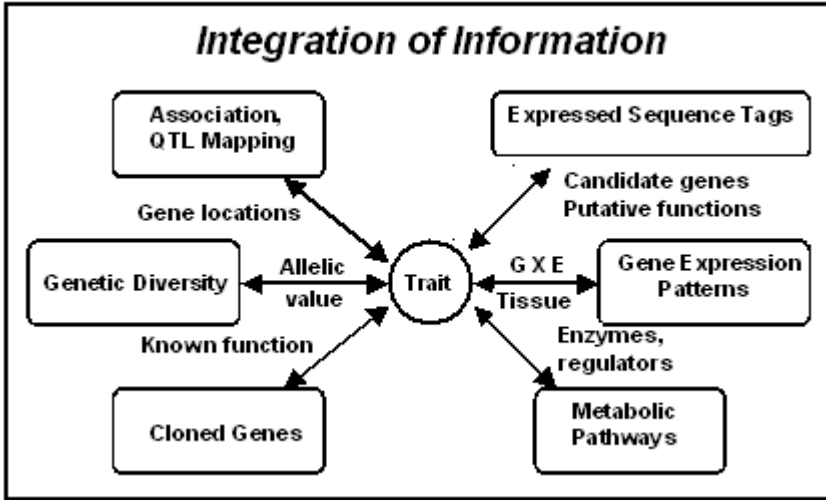 Integration of Information
Association,
QTL Mapping
Expressed Sequence Tags
Gene locations
Candidate genes
Putative functions
Genetic Diversity
Allelic
value
Trait
G X E
Tissue
Gene Expression
Patterns
Known function
Enzymes,
regulators
Cloned Genes
Metabolic
Pathways